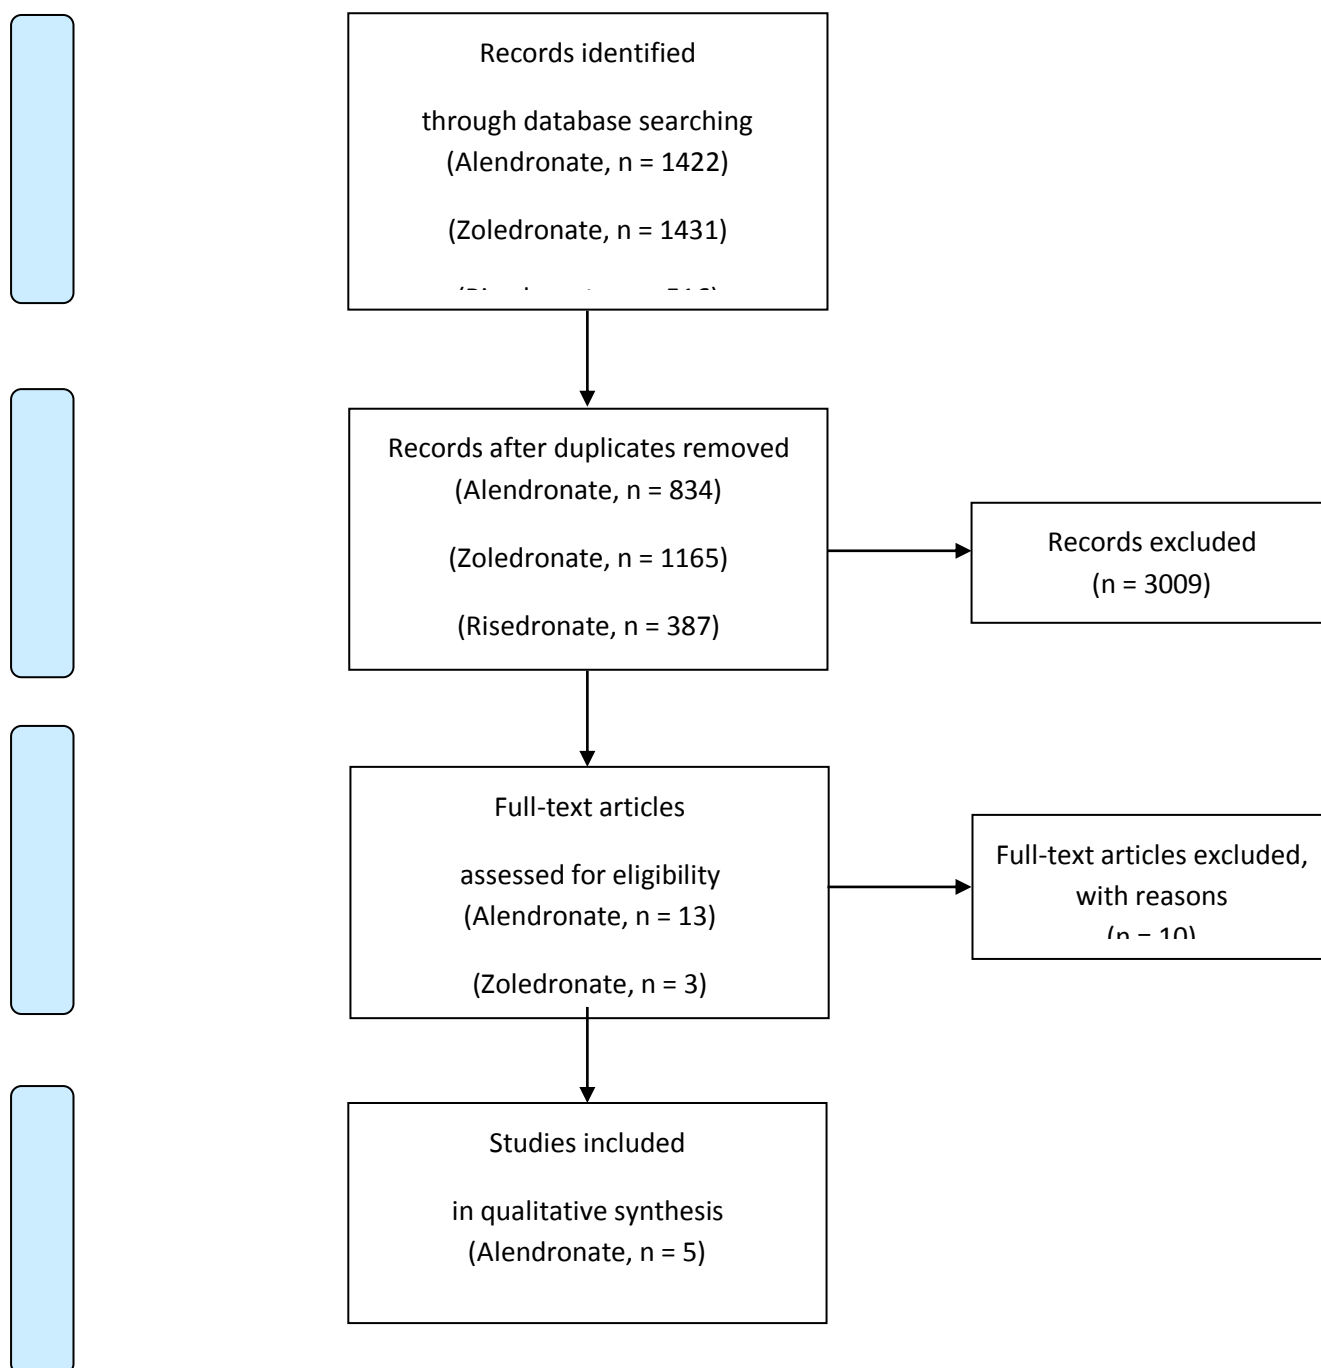 Records identified
through database searching
(Alendronate, n = 1422)
(Zoledronate, n = 1431)
Records after duplicates removed
(Alendronate, n = 834)
(Zoledronate, n = 1165)
(Risedronate, n = 387)
Records excluded
(n = 3009)
Full-text articles
assessed for eligibility
(Alendronate, n = 13)
(Zoledronate, n = 3)
Full-text articles excluded,
with reasons
(n = 10)
Studies included
in qualitative synthesis
(Alendronate, n = 5)